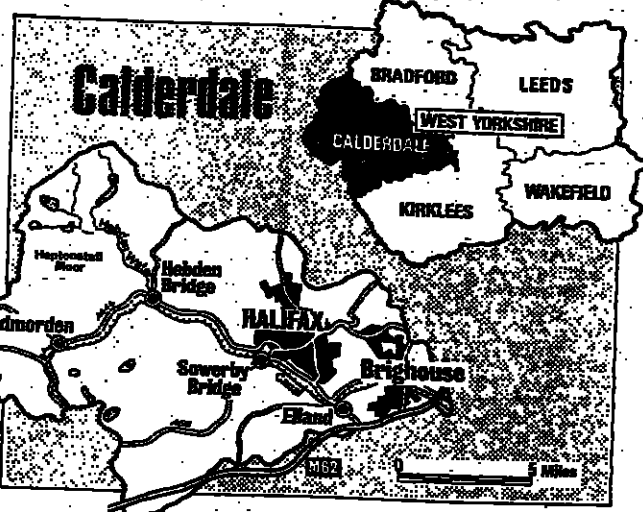 Calderdale
BRADFORD
LEEDS
WEST YORKSHIRE
CALDERDALE
WAKEFIELD
KIRKLEES
Heptonstall
Moor
Hebden
Bridge
dmorden
HALIFAX
Sowerby
Bridge
Brighouse
Elland
M62
5 Miles